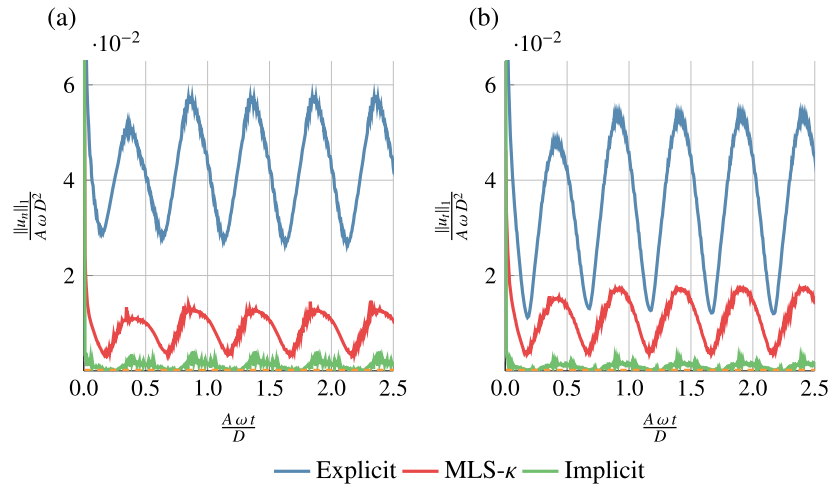 (a)
(b)
·10−2
·10−2
6
4
2
6
4
2
‖un‖1
A ω D2
‖ut‖1
A ω D2
0.0 0.5 1.0 1.5 2.0 2.5
0.0 0.5 1.0 1.5 2.0 2.5
A ω t
D
A ω t
D
Explicit MLS-κ Implicit